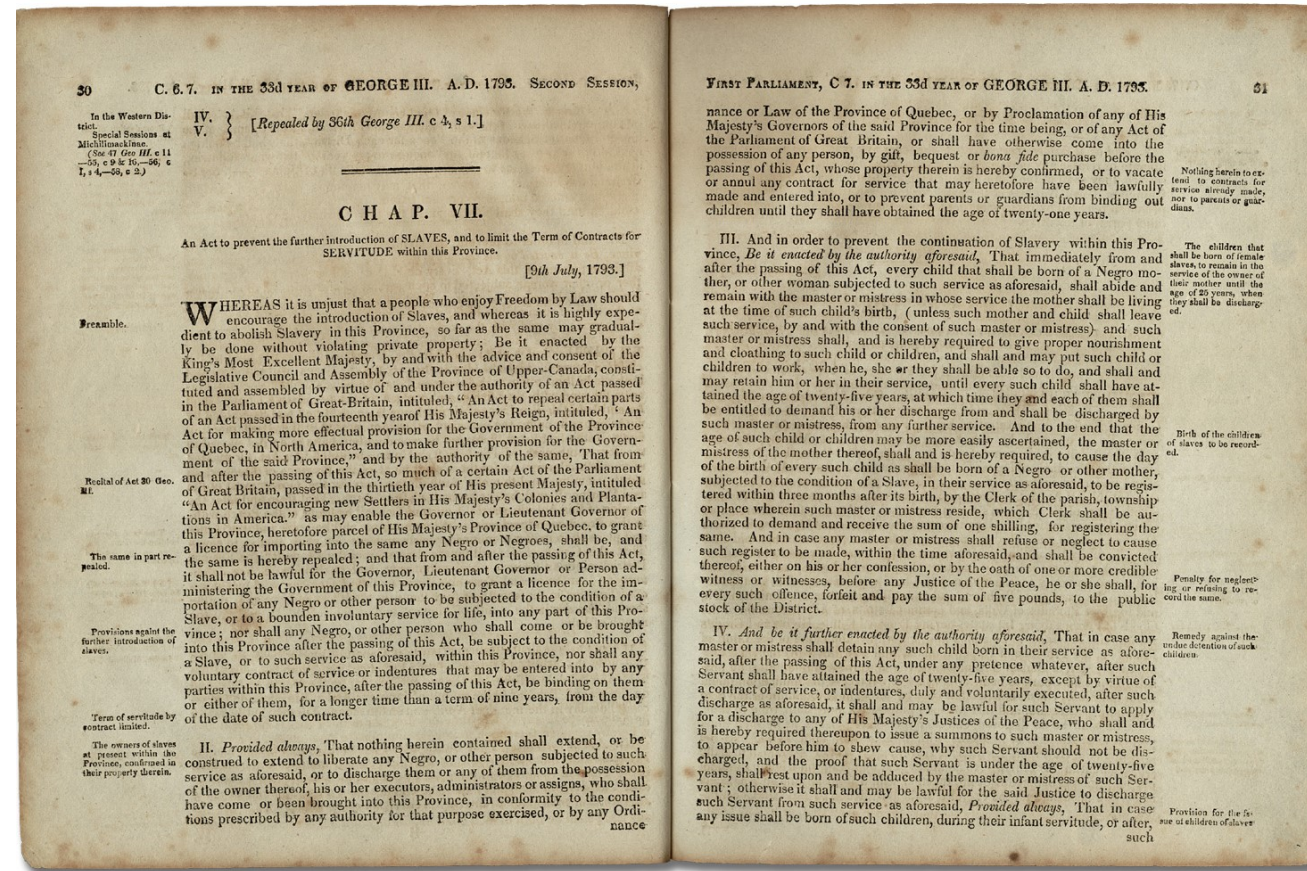 30 C. 6. 7. IN THE 33d YEAR OF GEORGE III. A. D. 1793. SECOND SESSION,
In the Western District.
Special Sessions at
Michilimackinac.
(See 47 Geo III. c 11
—55, c 9 & 16,—56, c
1, s 4,—58, c 2.)
IV.
V. } [Repealed by 36th George III. c 4, s 1.]
CHAP. VII.
An Act to prevent the further introduction of SLAVES, and to limit the Term of Contracts for
SERVITUDE within this Province.
[9th July, 1793.]
Preamble.
WHEREAS it is unjust that a people who enjoy Freedom by Law should
encourage the introduction of Slaves, and whereas it is highly expe-
dient to abolish Slavery in this Province, so far as the same may gradual-
ly be done without violating private property; Be it enacted by the
King's Most Excellent Majesty, by and with the advice and consent of the
Legislative Council and Assembly of the Province of Upper-Canada, consti-
tuted and assembled by virtue of and under the authority of an Act passed
in the Parliament of Great-Britain, intituled, "An Act to repeal certain parts
of an Act passed in the fourteenth year of His Majesty's Reign, intituled, 'An
Act for making more effectual provision for the Government of the Province
of Quebec, in North America, and to make further provision for the Govern-
ment of the said Province," and by the authority of the same, That from
Recital of Act 30 Geo.
III.
and after the passing of this Act, so much of a certain Act of the Parliament
of Great Britain, passed in the thirtieth year of His present Majesty, intituled
"An Act for encouraging new Settlers in His Majesty's Colonies and Planta-
tions in America." as may enable the Governor or Lieutenant Governor of
this Province, heretofore parcel of His Majesty's Province of Quebec. to grant
a licence for importing into the same any Negro or Negroes, shall be, and
The same in part re-
pealed.
the same is hereby repealed; and that from and after the passing of this Act,
it shall not be lawful for the Governor, Lieutenant Governor or Person ad-
ministering the Government of this Province, to grant a licence for the im-
portation of any Negro or other person to be subjected to the condition of a
Slave, or to a bounden involuntary service for life, into any part of this Pro-
Provisions againt the
further introduction of
slaves.
vince; nor shall any Negro, or other person who shall come or be brought
into this Province after the passing of this Act, be subject to the condition of
a Slave, or to such service as aforesaid, within this Province, nor shall any
voluntary contract of service or indentures that may be entered into by any
parties within this Province, after the passing of this Act, be binding on them
or either of them, for a longer time than a term of nine years, from the day
Term of servitude by
contract limited.
of the date of such contract.
The owners of slaves
at present within the
Province, confirmed in
their property therein.
II. Provided always, That nothing herein contained shall extend, or be
construed to extend to liberate any Negro, or other person subjected to such
service as aforesaid, or to discharge them or any of them from the possession
of the owner thereof, his or her executors, administrators or assigns, who shall
have come or been brought into this Province, in conformity to the condi-
tions prescribed by any authority for that purpose exercised, or by any Ordi-
nance
FIRST PARLIAMENT, C 7. IN THE 33d YEAR OF GEORGE III. A. D. 1793. 31
nance or Law of the Province of Quebec, or by Proclamation of any of His
Majesty's Governors of the said Province for the time being, or of any Act of
the Parliament of Great Britain, or shall have otherwise come into the
possession of any person, by gift, bequest or bona fide purchase before the
passing of this Act, whose property therein is hereby confirmed, or to vacate
or annul any contract for service that may heretofore have been lawfully
made and entered into, or to prevent parents or guardians from binding out
children until they shall have obtained the age of twenty-one years.
Nothing herein to ex-
tend to contracts for
service already made,
nor to parents or guar-
dians.
III. And in order to prevent the continuation of Slavery within this Pro-
vince, Be it enacted by the authority aforesaid, That immediately from and
after the passing of this Act, every child that shall be born of a Negro mo-
ther, or other woman subjected to such service as aforesaid, shall abide and
remain with the master or mistress in whose service the mother shall be living
at the time of such child's birth, (unless such mother and child shall leave
such service, by and with the consent of such master or mistress) and such
master or mistress shall, and is hereby required to give proper nourishment
and cloathing to such child or children, and shall and may put such child or
children to work, when he, she or they shall be able so to do, and shall and
may retain him or her in their service, until every such child shall have at-
tained the age of twenty-five years, at which time they and each of them shall
be entitled to demand his or her discharge from and shall be discharged by
such master or mistress, from any further service. And to the end that the
age of such child or children may be more easily ascertained, the master or
mistress of the mother thereof, shall and is hereby required, to cause the day
of the birth of every such child as shall be born of a Negro or other mother,
subjected to the condition of a Slave, in their service as aforesaid, to be regis-
tered within three months after its birth, by the Clerk of the parish, township
or place wherein such master or mistress reside, which Clerk shall be au-
thorized to demand and receive the sum of one shilling, for registering the
same. And in case any master or mistress shall refuse or neglect to cause
such register to be made, within the time aforesaid, and shall be convicted
thereof, either on his or her confession, or by the oath of one or more credible
witness or witnesses, before any Justice of the Peace, he or she shall, for
every such offence, forfeit and pay the sum of five pounds, to the public
stock of the District.
The children that
shall be born of female
slaves, to remain in the
service of the owner of
their mother until the
age of 25 years, when
they shall be discharg-
ed.
Birth of the children
of slaves to be record-
ed.
Penalty for neglect-
ing or refusing to re-
cord the same.
IV. And be it further enacted by the authority aforesaid, That in case any
master or mistress shall detain any such child born in their service as afore-
said, after the passing of this Act, under any pretence whatever, after such
Servant shall have attained the age of twenty-five years, except by virtue of
a contract of service, or indentures, duly and voluntarily executed, after such
discharge as aforesaid, it shall and may be lawful for such Servant to apply
for a discharge to any of His Majesty's Justices of the Peace, who shall and
is hereby required thereupon to issue a summons to such master or mistress,
to appear before him to shew cause, why such Servant should not be dis-
charged, and the proof that such Servant is under the age of twenty-five
years, shall rest upon and be adduced by the master or mistress of such Ser-
vant; otherwise it shall and may be lawful for the said Justice to discharge
such Servant from such service as aforesaid, Provided always, That in case
any issue shall be born of such children, during their infant servitude, or after,
such
Remedy against the
undue detention of such
children.
Provision for the is-
sue of children of slaves